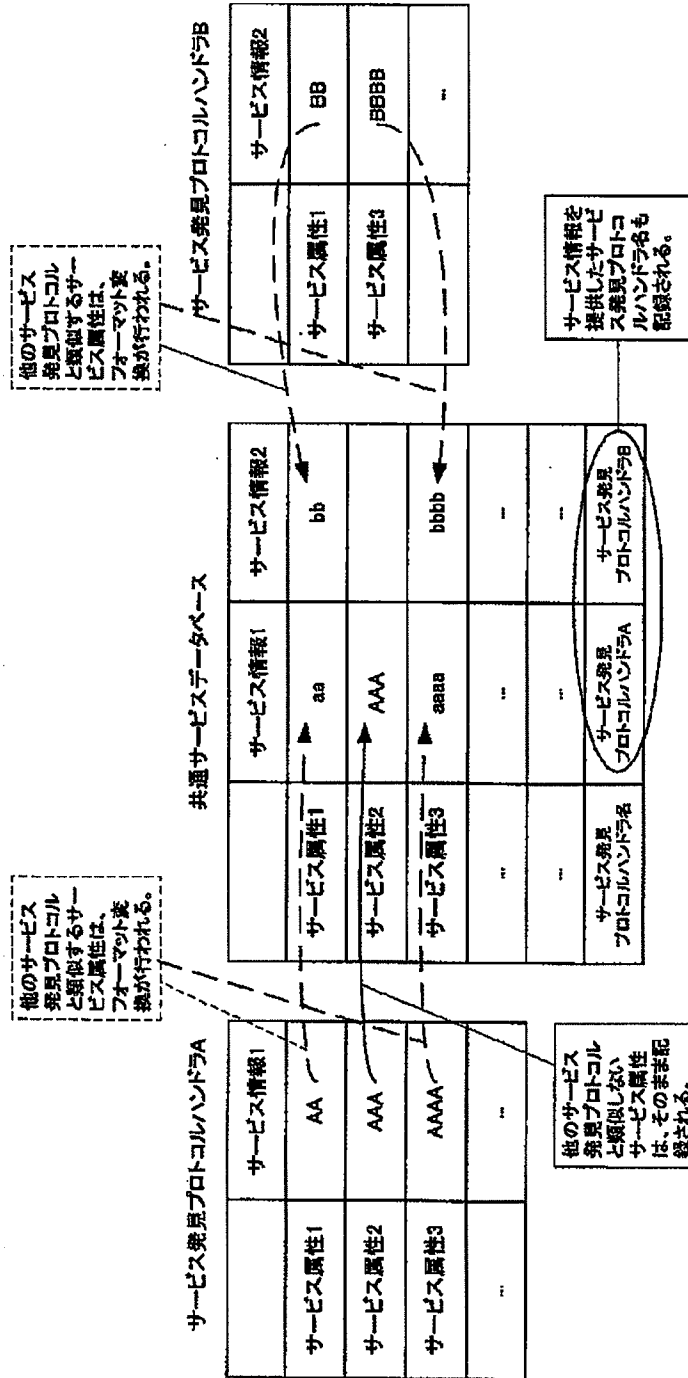 サービス発見プロトコルハンドラA
サービス情報1
サービス属性1
AA
サービス属性2
AAA
サービス属性3
AAAA
...
...
他のサービス
発見プロトコル
と類似するサー
ビス属性は、
フォーマット変
換が行われる。
他のサービス
発見プロトコル
と類似しない
サービス属性
は、そのまま記
録される。
共通サービスデータベース
サービス情報1
サービス情報2
サービス属性1
aa
bb
サービス属性2
AAA
サービス属性3
aaaa
bbbb
...
...
...
...
...
...
サービス発見
プロトコルハンドラ名
サービス発見
プロトコルハンドラA
サービス発見
プロトコルハンドラB
他のサービス
発見プロトコル
と類似するサー
ビス属性は、
フォーマット変
換が行われる。
サービス発見プロトコルハンドラB
サービス情報2
サービス属性1
BB
サービス属性3
BBBB
...
サービス情報を
提供したサービ
ス発見プロトコ
ルハンドラ名も
記録される。